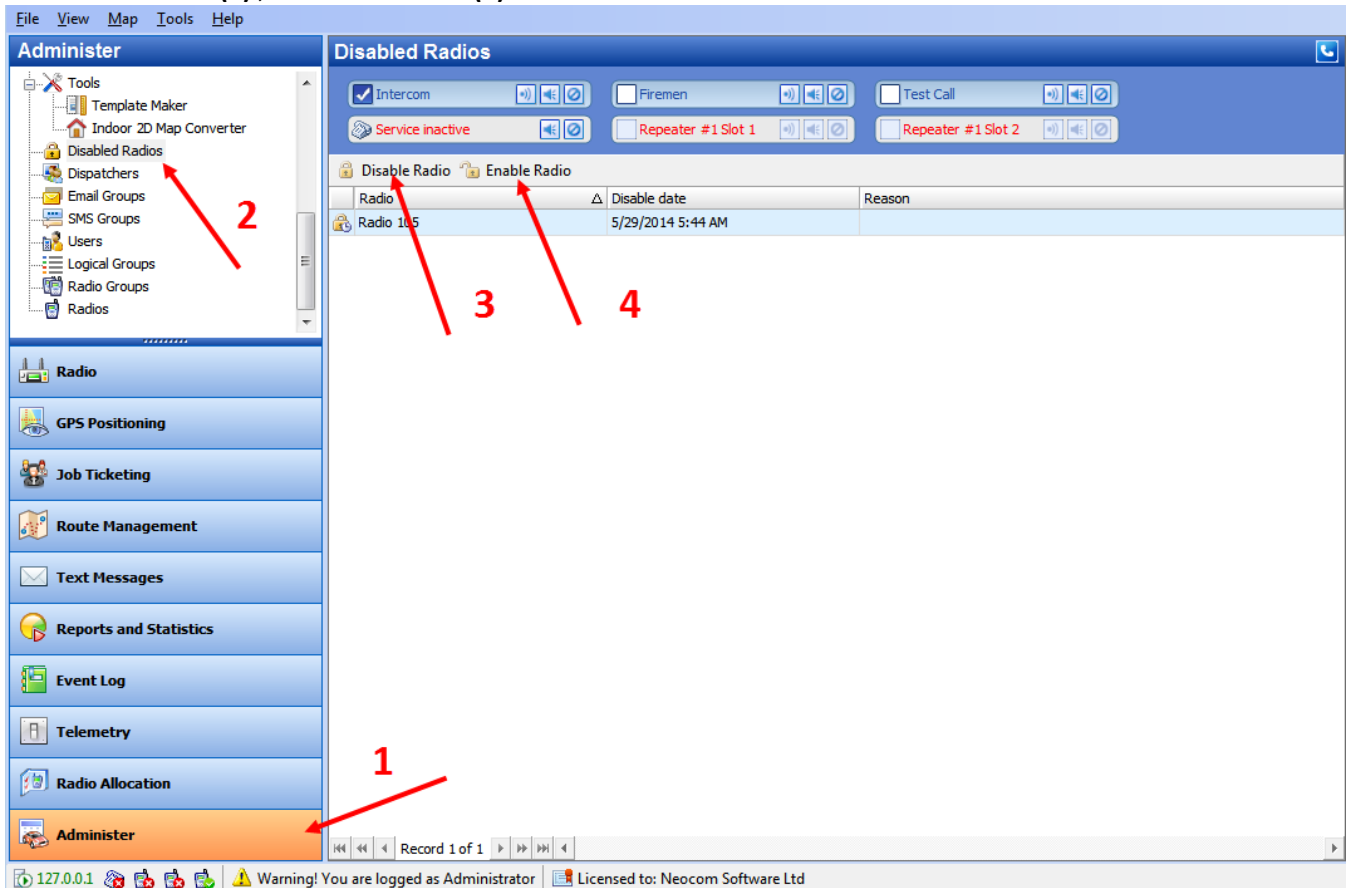 File View Map Tools Help
Administer
Disabled Radios
Tools
Template Maker
Indoor 2D Map Converter
Disabled Radios
Dispatchers
Email Groups
SMS Groups
Users
Logical Groups
Radio Groups
Radios
2
Intercom
Firemen
Test Call
Service inactive
Repeater #1 Slot 1
Repeater #1 Slot 2
Disable Radio Enable Radio
Radio Disable date Reason
Radio 105 5/29/2014 5:44 AM
3 4
Radio
GPS Positioning
Job Ticketing
Route Management
Text Messages
Reports and Statistics
Event Log
Telemetry
Radio Allocation
Administer
1
Record 1 of 1
127.0.0.1 Warning! You are logged as Administrator Licensed to: Neocom Software Ltd